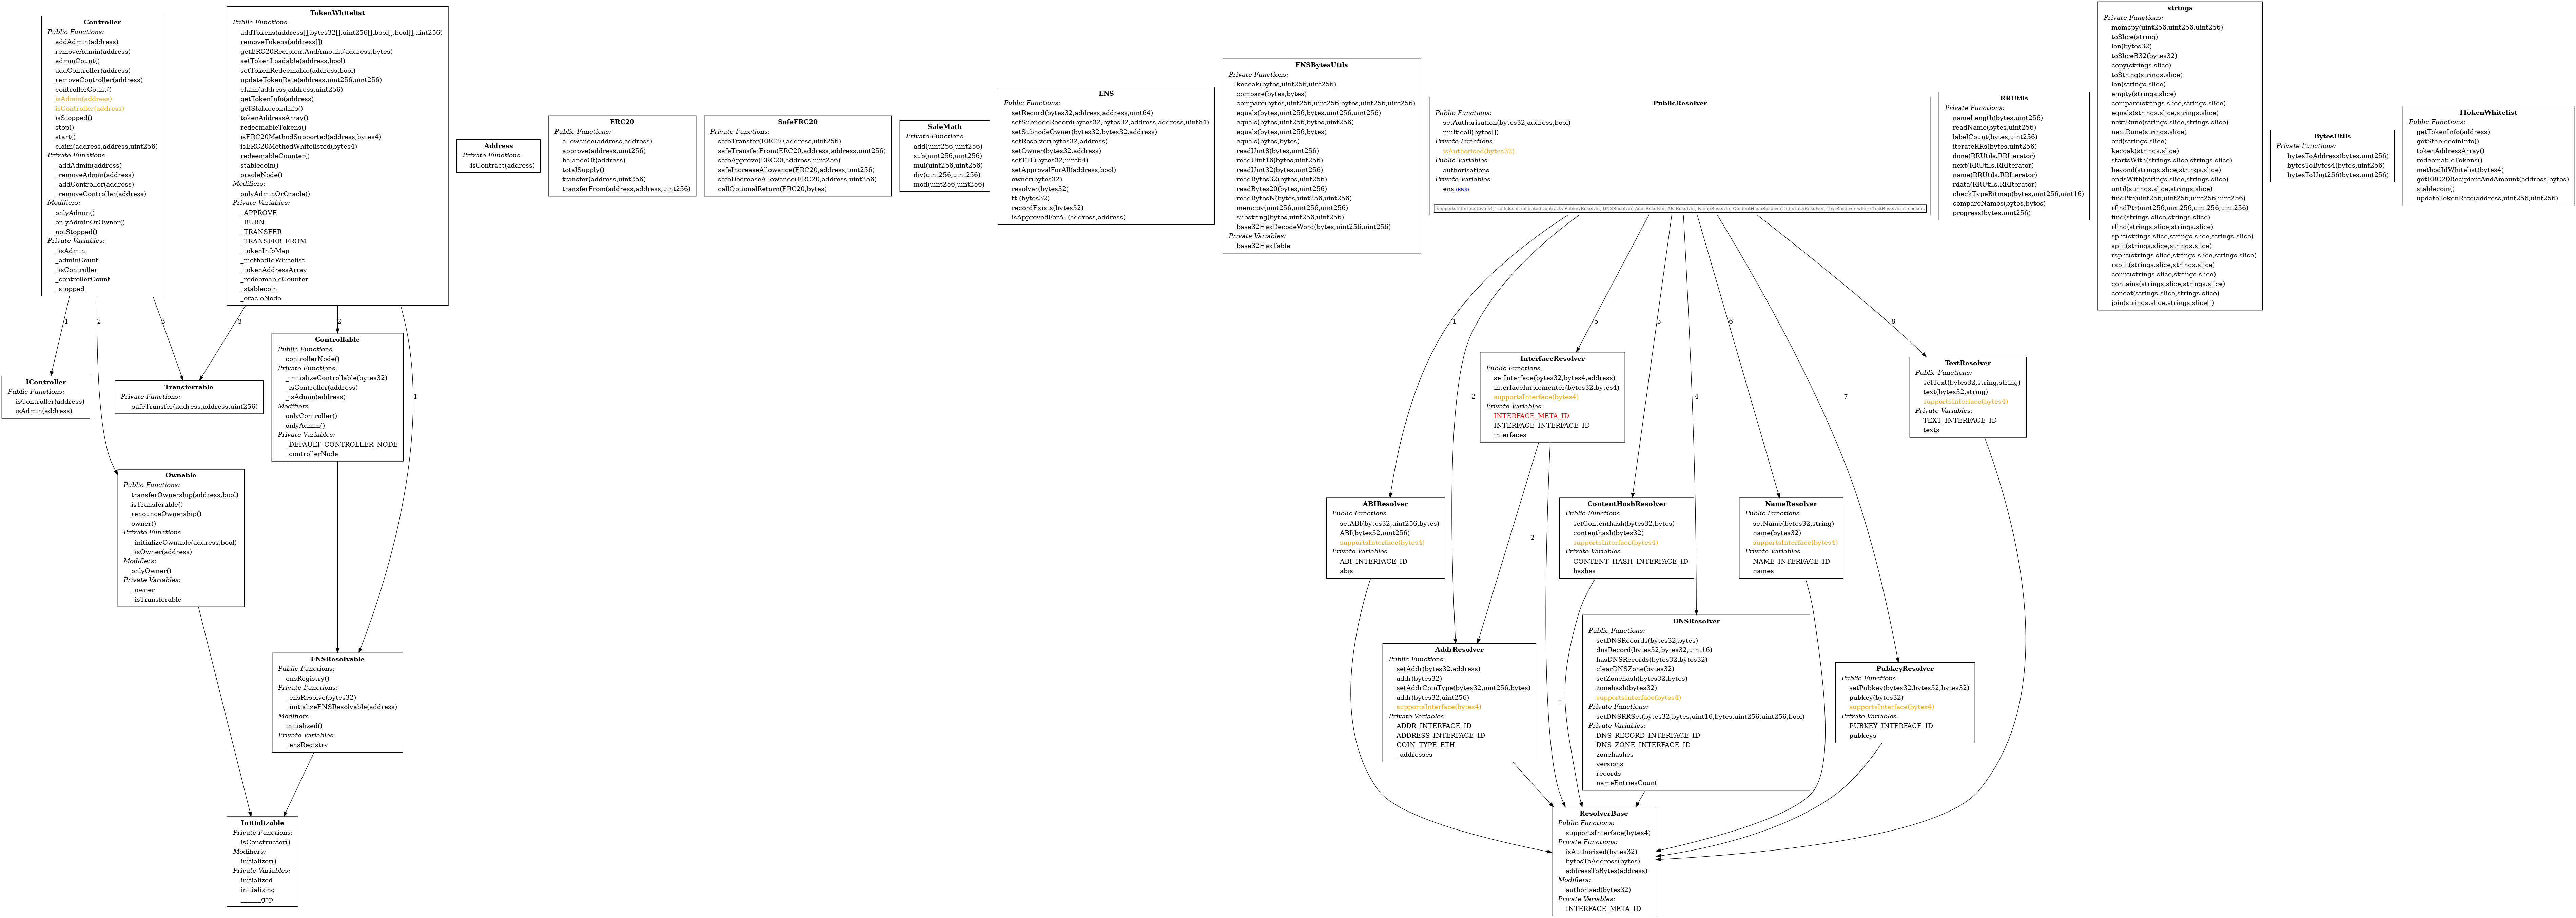 Controller
Public Functions:
addAdmin(address)
removeAdmin(address)
adminCount()
addController(address)
removeController(address)
controllerCount()
isAdmin(address)
isController(address)
isStopped()
stop()
start()
claim(address,address,uint256)
Private Functions:
_addAdmin(address)
_removeAdmin(address)
_addController(address)
_removeController(address)
Modifiers:
onlyAdmin()
onlyAdminOrOwner()
notStopped()
Private Variables:
_isAdmin
_adminCount
_isController
_controllerCount
_stopped
TokenWhitelist
Public Functions:
addTokens(address[],bytes32[],uint256[],bool[],bool[],uint256)
removeTokens(address[])
getERC20RecipientAndAmount(address,bytes)
setTokenLoadable(address,bool)
setTokenRedeemable(address,bool)
updateTokenRate(address,uint256,uint256)
claim(address,address,uint256)
getTokenInfo(address)
getStablecoinInfo()
tokenAddressArray()
redeemableTokens()
isERC20MethodSupported(address,bytes4)
isERC20MethodWhitelisted(bytes4)
redeemableCounter()
stablecoin()
oracleNode()
Modifiers:
onlyAdminOrOracle()
Private Variables:
_APPROVE
_BURN
_TRANSFER
_TRANSFER_FROM
_tokenInfoMap
_methodIdWhitelist
_tokenAddressArray
_redeemableCounter
_stablecoin
_oracleNode
Address
Private Functions:
isContract(address)
ERC20
Public Functions:
allowance(address,address)
approve(address,uint256)
balanceOf(address)
totalSupply()
transfer(address,uint256)
transferFrom(address,address,uint256)
SafeERC20
Private Functions:
safeTransfer(ERC20,address,uint256)
safeTransferFrom(ERC20,address,address,uint256)
safeApprove(ERC20,address,uint256)
safeIncreaseAllowance(ERC20,address,uint256)
safeDecreaseAllowance(ERC20,address,uint256)
callOptionalReturn(ERC20,bytes)
SafeMath
Private Functions:
add(uint256,uint256)
sub(uint256,uint256)
mul(uint256,uint256)
div(uint256,uint256)
mod(uint256,uint256)
ENS
Public Functions:
setRecord(bytes32,address,address,uint64)
setSubnodeRecord(bytes32,bytes32,address,address,uint64)
setSubnodeOwner(bytes32,bytes32,address)
setResolver(bytes32,address)
setOwner(bytes32,address)
setTTL(bytes32,uint64)
setApprovalForAll(address,bool)
owner(bytes32)
resolver(bytes32)
ttl(bytes32)
recordExists(bytes32)
isApprovedForAll(address,address)
ENSBytesUtils
Private Functions:
keccak(bytes,uint256,uint256)
compare(bytes,bytes)
compare(bytes,uint256,uint256,bytes,uint256,uint256)
equals(bytes,uint256,bytes,uint256,uint256)
equals(bytes,uint256,bytes,uint256)
equals(bytes,uint256,bytes)
equals(bytes,bytes)
readUint8(bytes,uint256)
readUint16(bytes,uint256)
readUint32(bytes,uint256)
readBytes32(bytes,uint256)
readBytes20(bytes,uint256)
readBytesN(bytes,uint256,uint256)
memcpy(uint256,uint256,uint256)
substring(bytes,uint256,uint256)
base32HexDecodeWord(bytes,uint256,uint256)
Private Variables:
base32HexTable
PublicResolver
Public Functions:
setAuthorisation(bytes32,address,bool)
multicall(bytes[])
Private Functions:
isAuthorised(bytes32)
Public Variables:
authorisations
Private Variables:
ens (ENS)
'supportsInterface(bytes4)' collides in inherited contracts PubkeyResolver, DNSResolver, AddrResolver, ABIResolver, NameResolver, ContentHashResolver, InterfaceResolver, TextResolver where TextResolver is chosen.
RRUtils
Private Functions:
nameLength(bytes,uint256)
readName(bytes,uint256)
labelCount(bytes,uint256)
iterateRRs(bytes,uint256)
done(RRUtils.RRIterator)
next(RRUtils.RRIterator)
name(RRUtils.RRIterator)
rdata(RRUtils.RRIterator)
checkTypeBitmap(bytes,uint256,uint16)
compareNames(bytes,bytes)
progress(bytes,uint256)
strings
Private Functions:
memcpy(uint256,uint256,uint256)
toSlice(string)
len(bytes32)
toSliceB32(bytes32)
copy(strings.slice)
toString(strings.slice)
len(strings.slice)
empty(strings.slice)
compare(strings.slice,strings.slice)
equals(strings.slice,strings.slice)
nextRune(strings.slice,strings.slice)
nextRune(strings.slice)
ord(strings.slice)
keccak(strings.slice)
startsWith(strings.slice,strings.slice)
beyond(strings.slice,strings.slice)
endsWith(strings.slice,strings.slice)
until(strings.slice,strings.slice)
findPtr(uint256,uint256,uint256,uint256)
rfindPtr(uint256,uint256,uint256,uint256)
find(strings.slice,strings.slice)
rfind(strings.slice,strings.slice)
split(strings.slice,strings.slice,strings.slice)
split(strings.slice,strings.slice)
rsplit(strings.slice,strings.slice,strings.slice)
rsplit(strings.slice,strings.slice)
count(strings.slice,strings.slice)
contains(strings.slice,strings.slice)
concat(strings.slice,strings.slice)
join(strings.slice,strings.slice[])
BytesUtils
Private Functions:
_bytesToAddress(bytes,uint256)
_bytesToBytes4(bytes,uint256)
_bytesToUint256(bytes,uint256)
ITokenWhitelist
Public Functions:
getTokenInfo(address)
getStablecoinInfo()
tokenAddressArray()
redeemableTokens()
methodIdWhitelist(bytes4)
getERC20RecipientAndAmount(address,bytes)
stablecoin()
updateTokenRate(address,uint256,uint256)
1
2
3
3
2
1
1
2
5
3
4
6
7
8
IController
Public Functions:
isController(address)
isAdmin(address)
Transferrable
Private Functions:
_safeTransfer(address,address,uint256)
Controllable
Public Functions:
controllerNode()
Private Functions:
_initializeControllable(bytes32)
_isController(address)
_isAdmin(address)
Modifiers:
onlyController()
onlyAdmin()
Private Variables:
_DEFAULT_CONTROLLER_NODE
_controllerNode
InterfaceResolver
Public Functions:
setInterface(bytes32,bytes4,address)
interfaceImplementer(bytes32,bytes4)
supportsInterface(bytes4)
Private Variables:
INTERFACE_META_ID
INTERFACE_INTERFACE_ID
interfaces
TextResolver
Public Functions:
setText(bytes32,string,string)
text(bytes32,string)
supportsInterface(bytes4)
Private Variables:
TEXT_INTERFACE_ID
texts
Ownable
Public Functions:
transferOwnership(address,bool)
isTransferable()
renounceOwnership()
owner()
Private Functions:
_initializeOwnable(address,bool)
_isOwner(address)
Modifiers:
onlyOwner()
Private Variables:
_owner
_isTransferable
ABIResolver
Public Functions:
setABI(bytes32,uint256,bytes)
ABI(bytes32,uint256)
supportsInterface(bytes4)
Private Variables:
ABI_INTERFACE_ID
abis
2
1
ContentHashResolver
Public Functions:
setContenthash(bytes32,bytes)
contenthash(bytes32)
supportsInterface(bytes4)
Private Variables:
CONTENT_HASH_INTERFACE_ID
hashes
NameResolver
Public Functions:
setName(bytes32,string)
name(bytes32)
supportsInterface(bytes4)
Private Variables:
NAME_INTERFACE_ID
names
ENSResolvable
Public Functions:
ensRegistry()
Private Functions:
_ensResolve(bytes32)
_initializeENSResolvable(address)
Modifiers:
initialized()
Private Variables:
_ensRegistry
AddrResolver
Public Functions:
setAddr(bytes32,address)
addr(bytes32)
setAddrCoinType(bytes32,uint256,bytes)
addr(bytes32,uint256)
supportsInterface(bytes4)
Private Variables:
ADDR_INTERFACE_ID
ADDRESS_INTERFACE_ID
COIN_TYPE_ETH
_addresses
DNSResolver
Public Functions:
setDNSRecords(bytes32,bytes)
dnsRecord(bytes32,bytes32,uint16)
hasDNSRecords(bytes32,bytes32)
clearDNSZone(bytes32)
setZonehash(bytes32,bytes)
zonehash(bytes32)
supportsInterface(bytes4)
Private Functions:
setDNSRRSet(bytes32,bytes,uint16,bytes,uint256,uint256,bool)
Private Variables:
DNS_RECORD_INTERFACE_ID
DNS_ZONE_INTERFACE_ID
zonehashes
versions
records
nameEntriesCount
PubkeyResolver
Public Functions:
setPubkey(bytes32,bytes32,bytes32)
pubkey(bytes32)
supportsInterface(bytes4)
Private Variables:
PUBKEY_INTERFACE_ID
pubkeys
Initializable
Private Functions:
isConstructor()
Modifiers:
initializer()
Private Variables:
initialized
initializing
______gap
ResolverBase
Public Functions:
supportsInterface(bytes4)
Private Functions:
isAuthorised(bytes32)
bytesToAddress(bytes)
addressToBytes(address)
Modifiers:
authorised(bytes32)
Private Variables:
INTERFACE_META_ID